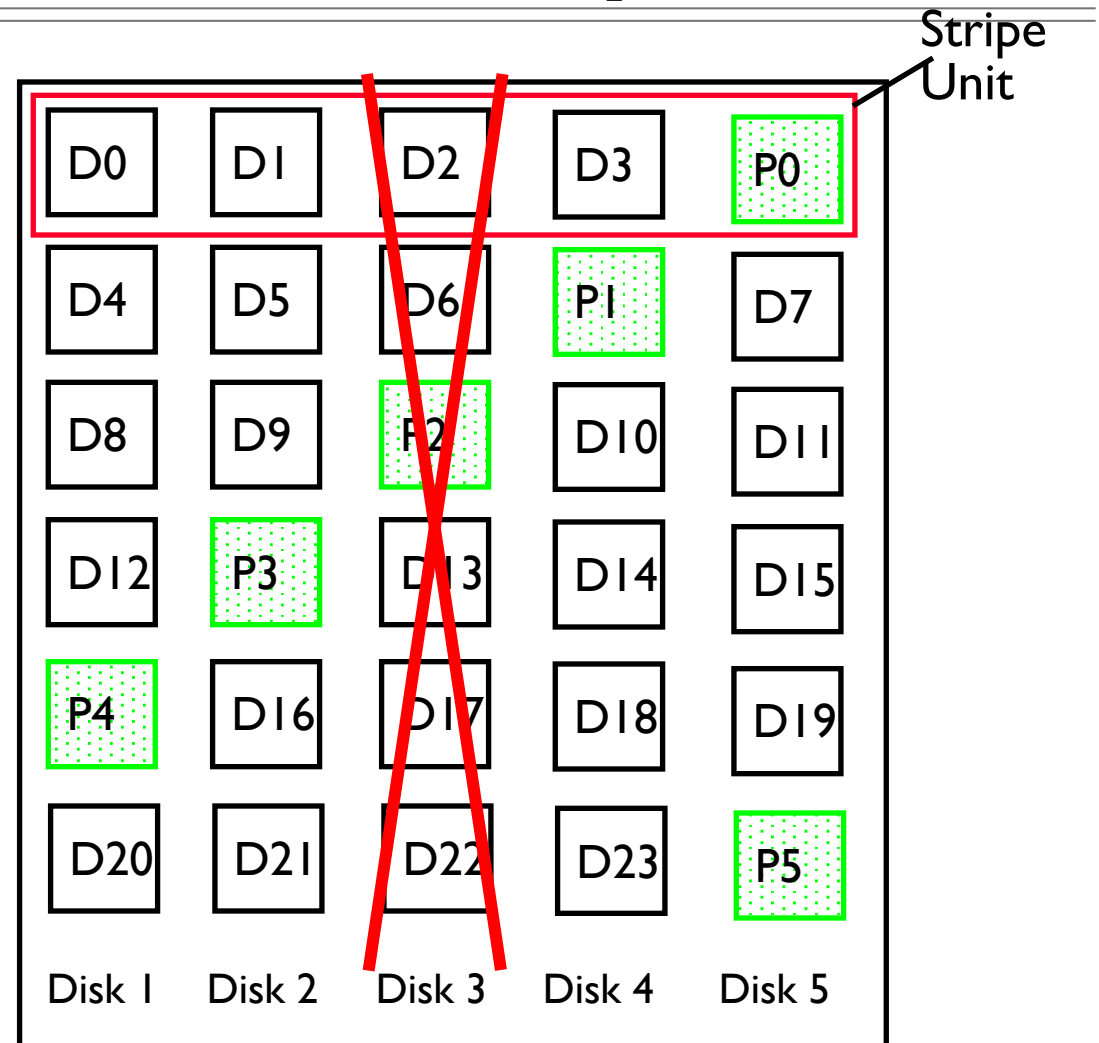 Stripe
Unit
D0 D1 D2 D3 P0
D4 D5 D6 P1 D7
D8 D9 P2 D10 D11
D12 P3 D13 D14 D15
P4 D16 D17 D18 D19
D20 D21 D22 D23 P5
Disk 1 Disk 2 Disk 3 Disk 4 Disk 5